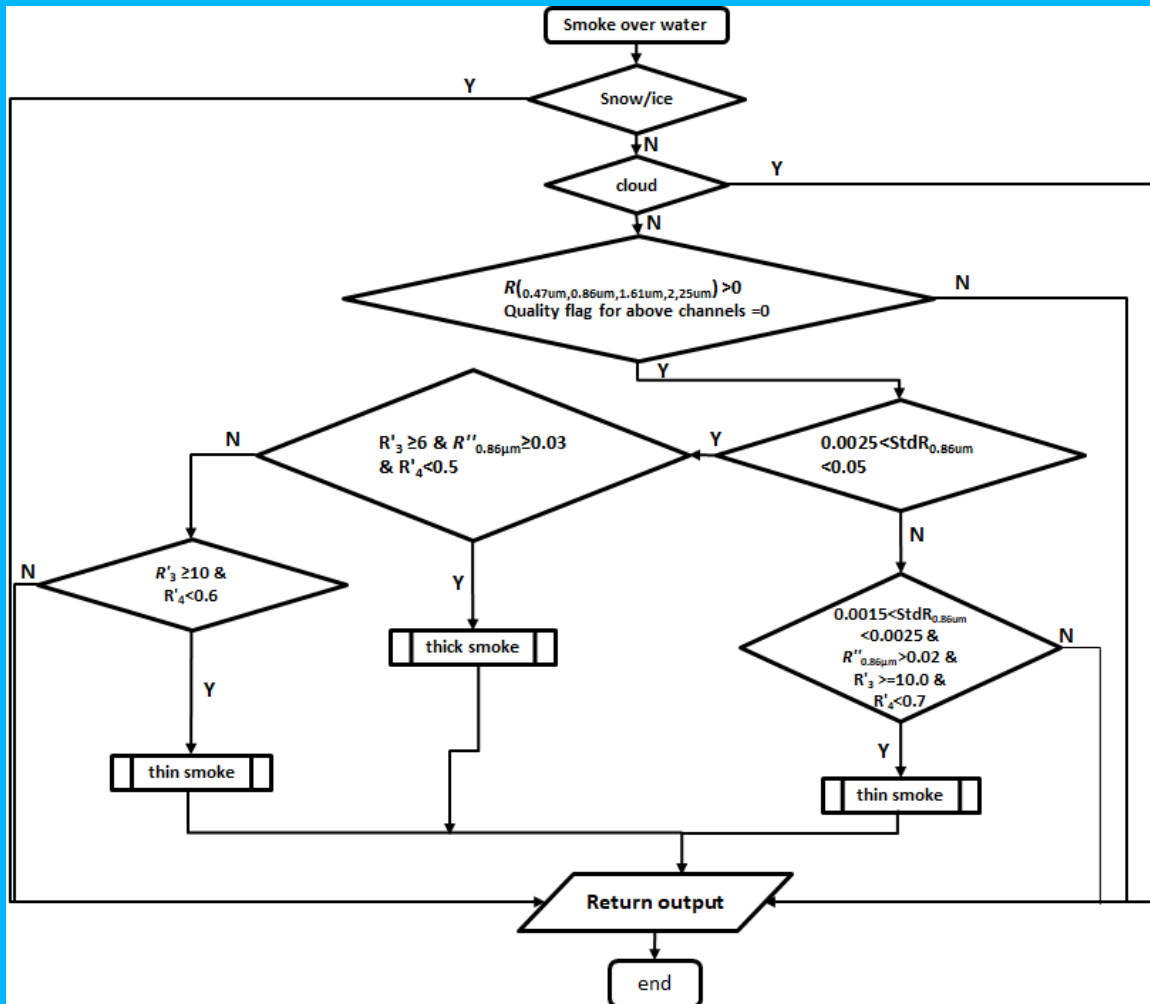 Smoke over water
Y
Snow/ice
N
cloud
Y
N
R(0.47um,0.86um,1.61um,2,25um) >0
Quality flag for above channels =0
N
Y
N
R'3 ≥6 & R''0.86μm≥0.03
& R'4<0.5
Y
0.0025<StdR0.86um
<0.05
N
N
R'3 ≥10 &
R'4<0.6
Y
0.0015<StdR0.86um
<0.0025 &
R''0.86μm>0.02 &
R'3 >=10.0 &
R'4<0.7
N
thick smoke
Y
Y
thin smoke
thin smoke
Return output
end